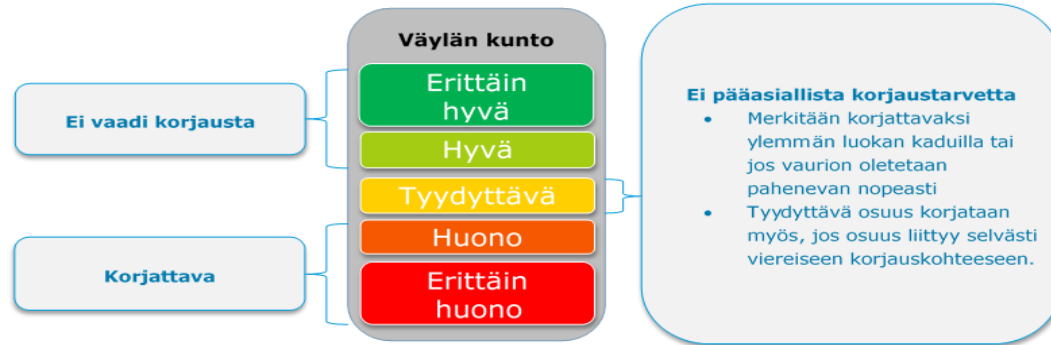 Väylän kunto
Ei vaadi korjausta
Erittäin
hyvä
Hyvä
Tyydyttävä
Huono
Erittäin
huono
Korjattava
Ei pääasiallista korjaustarvetta
• Merkitään korjattavaksi
ylemmän luokan kaduilla tai
jos vaurion oletetaan
pahenevan nopeasti
• Tyydyttävä osuus korjataan
myös, jos osuus liittyy selvästi
viereiseen korjauskohteeseen.